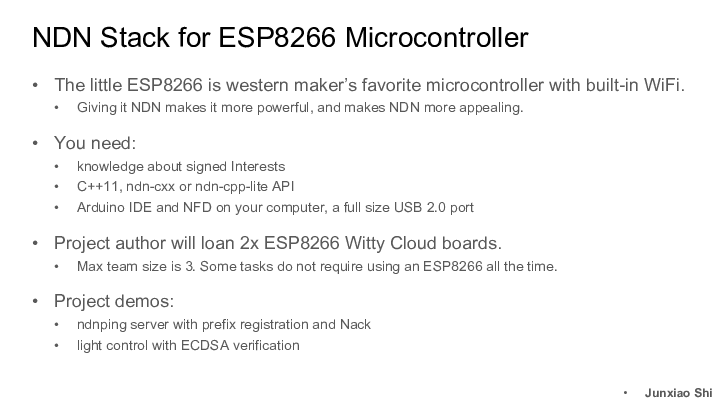 NDN Stack for ESP8266 Microcontroller
• The little ESP8266 is western maker's favorite microcontroller with built-in WiFi.
• Giving it NDN makes it more powerful, and makes NDN more appealing.
• You need:
• knowledge about signed Interests
• C++11, ndn-cxx or ndn-cpp-lite API
• Arduino IDE and NFD on your computer, a full size USB 2.0 port
• Project author will loan 2x ESP8266 Witty Cloud boards.
• Max team size is 3. Some tasks do not require using an ESP8266 all the time.
• Project demos:
• ndnping server with prefix registration and Nack
• light control with ECDSA verification
• Junxiao Shi